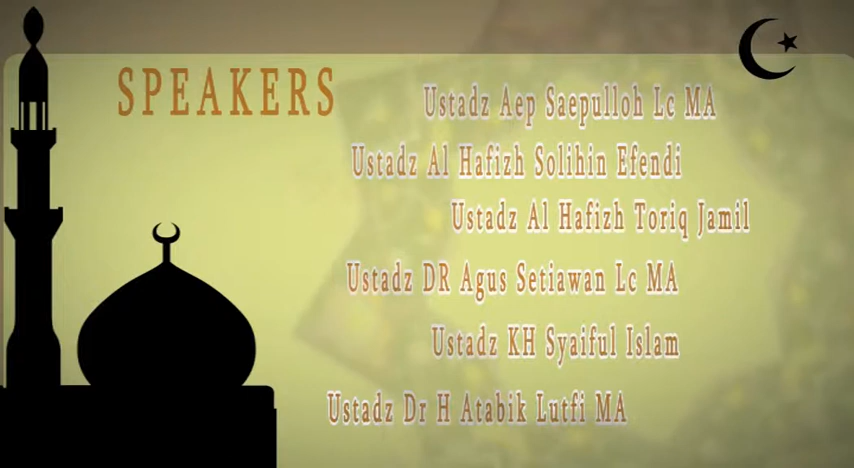 SPEAKERS
Ustadz Aep Saepulloh Lc MA
Ustadz Al Hafizh Solihin Efendi
Ustadz Al Hafizh Toriq Jamil
Ustadz DR Agus Setiawan Lc MA
Ustadz KH Syaiful Islam
Ustadz Dr H Atabik Lutfi MA